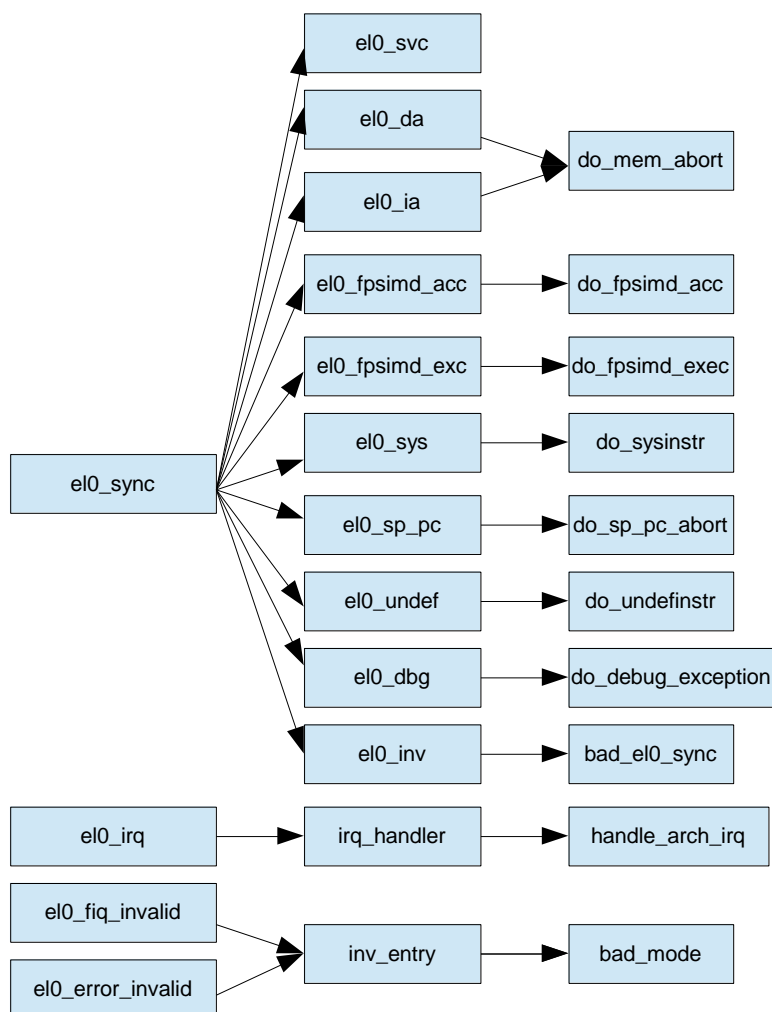 el0_svc
el0_da
do_mem_abort
el0_ia
el0_fpsimd_acc
do_fpsimd_acc
el0_fpsimd_exc
do_fpsimd_exec
el0_sys
do_sysinstr
el0_sync
el0_sp_pc
do_sp_pc_abort
el0_undef
do_undefinstr
el0_dbg
do_debug_exception
el0_inv
bad_el0_sync
el0_irq
irq_handler
handle_arch_irq
el0_fiq_invalid
inv_entry
bad_mode
el0_error_invalid